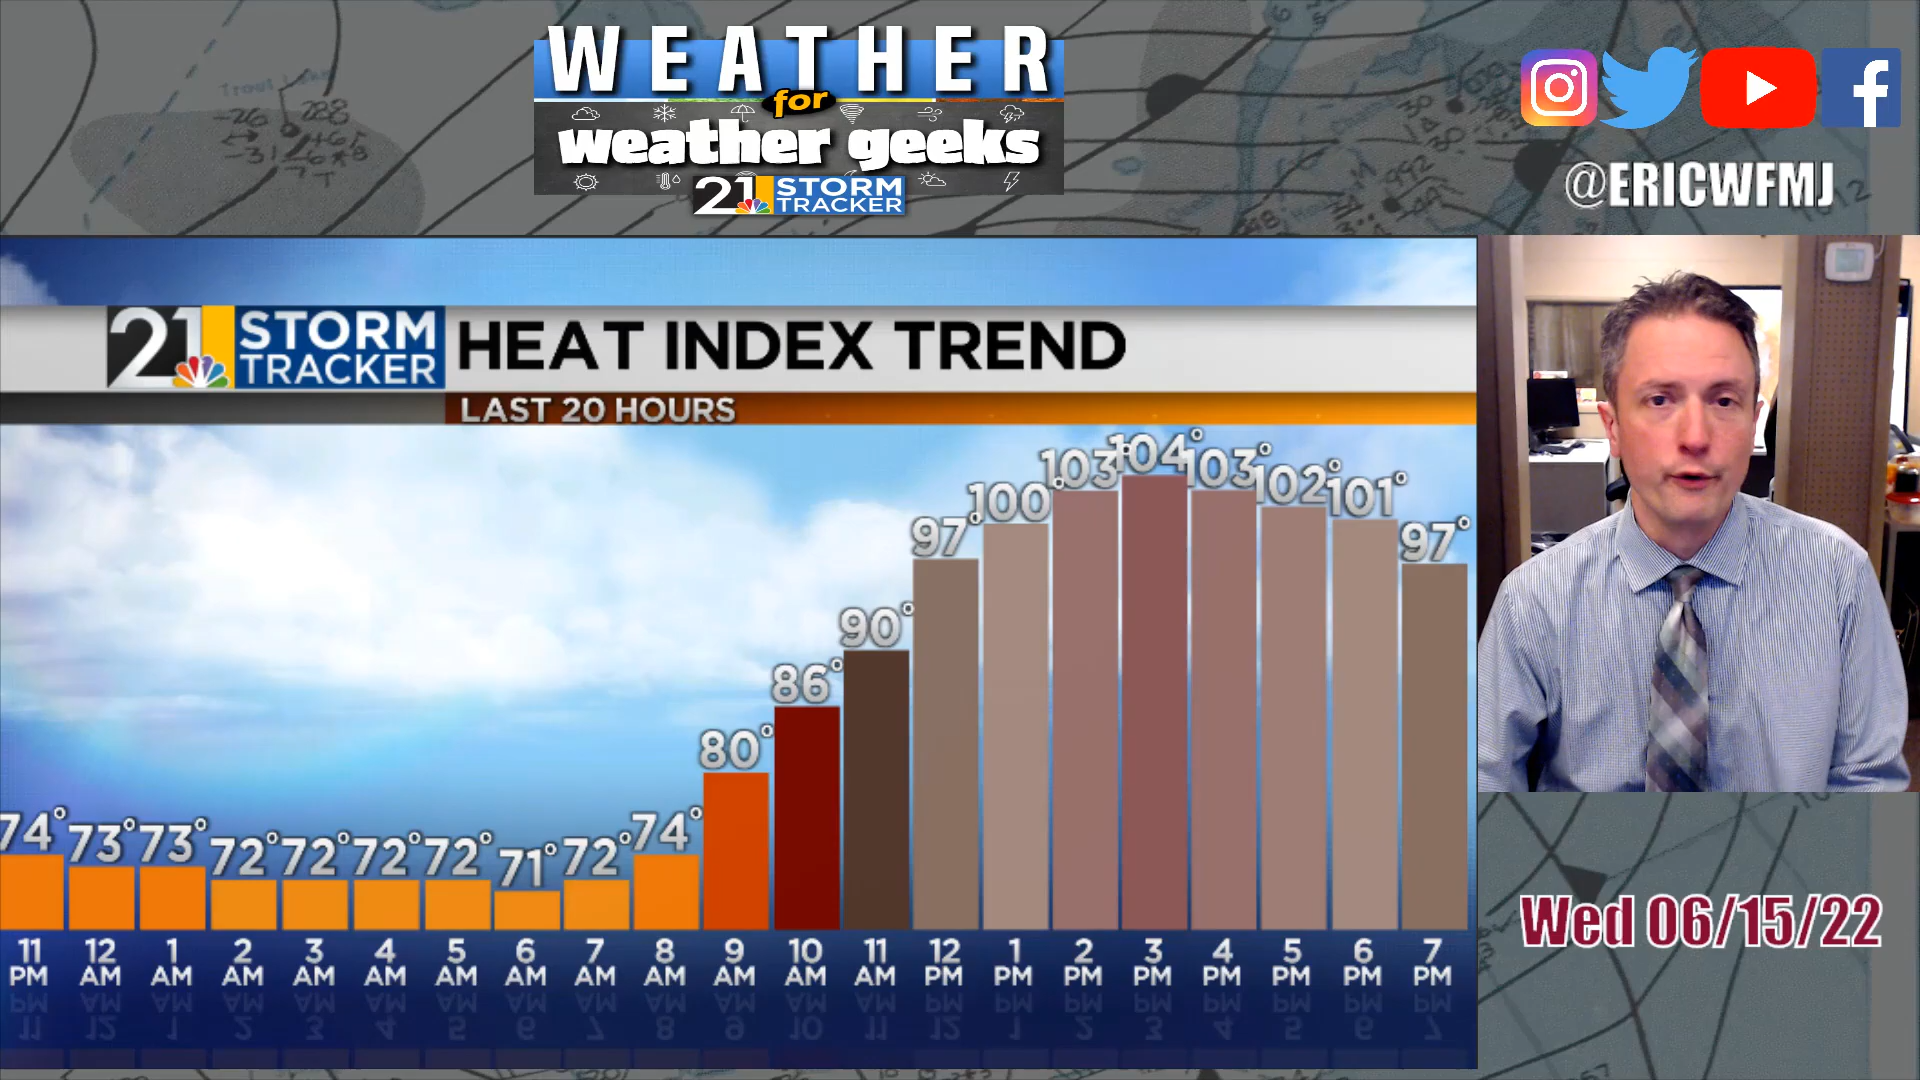 WEATHER
for
weather geeks
21 STORM
TRACKER
@ERICWFMJ
21 STORM
TRACKER
HEAT INDEX TREND
LAST 20 HOURS
74° 73° 73° 72° 72° 72° 72° 71° 72° 74° 80° 86° 90° 97° 100° 103° 104° 103° 102° 101° 97°
11 12 1 2 3 4 5 6 7 8 9 10 11 12 1 2 3 4 5 6 7
PM AM AM AM AM AM AM AM AM AM AM AM AM PM PM PM PM PM PM PM PM
Wed 06/15/22